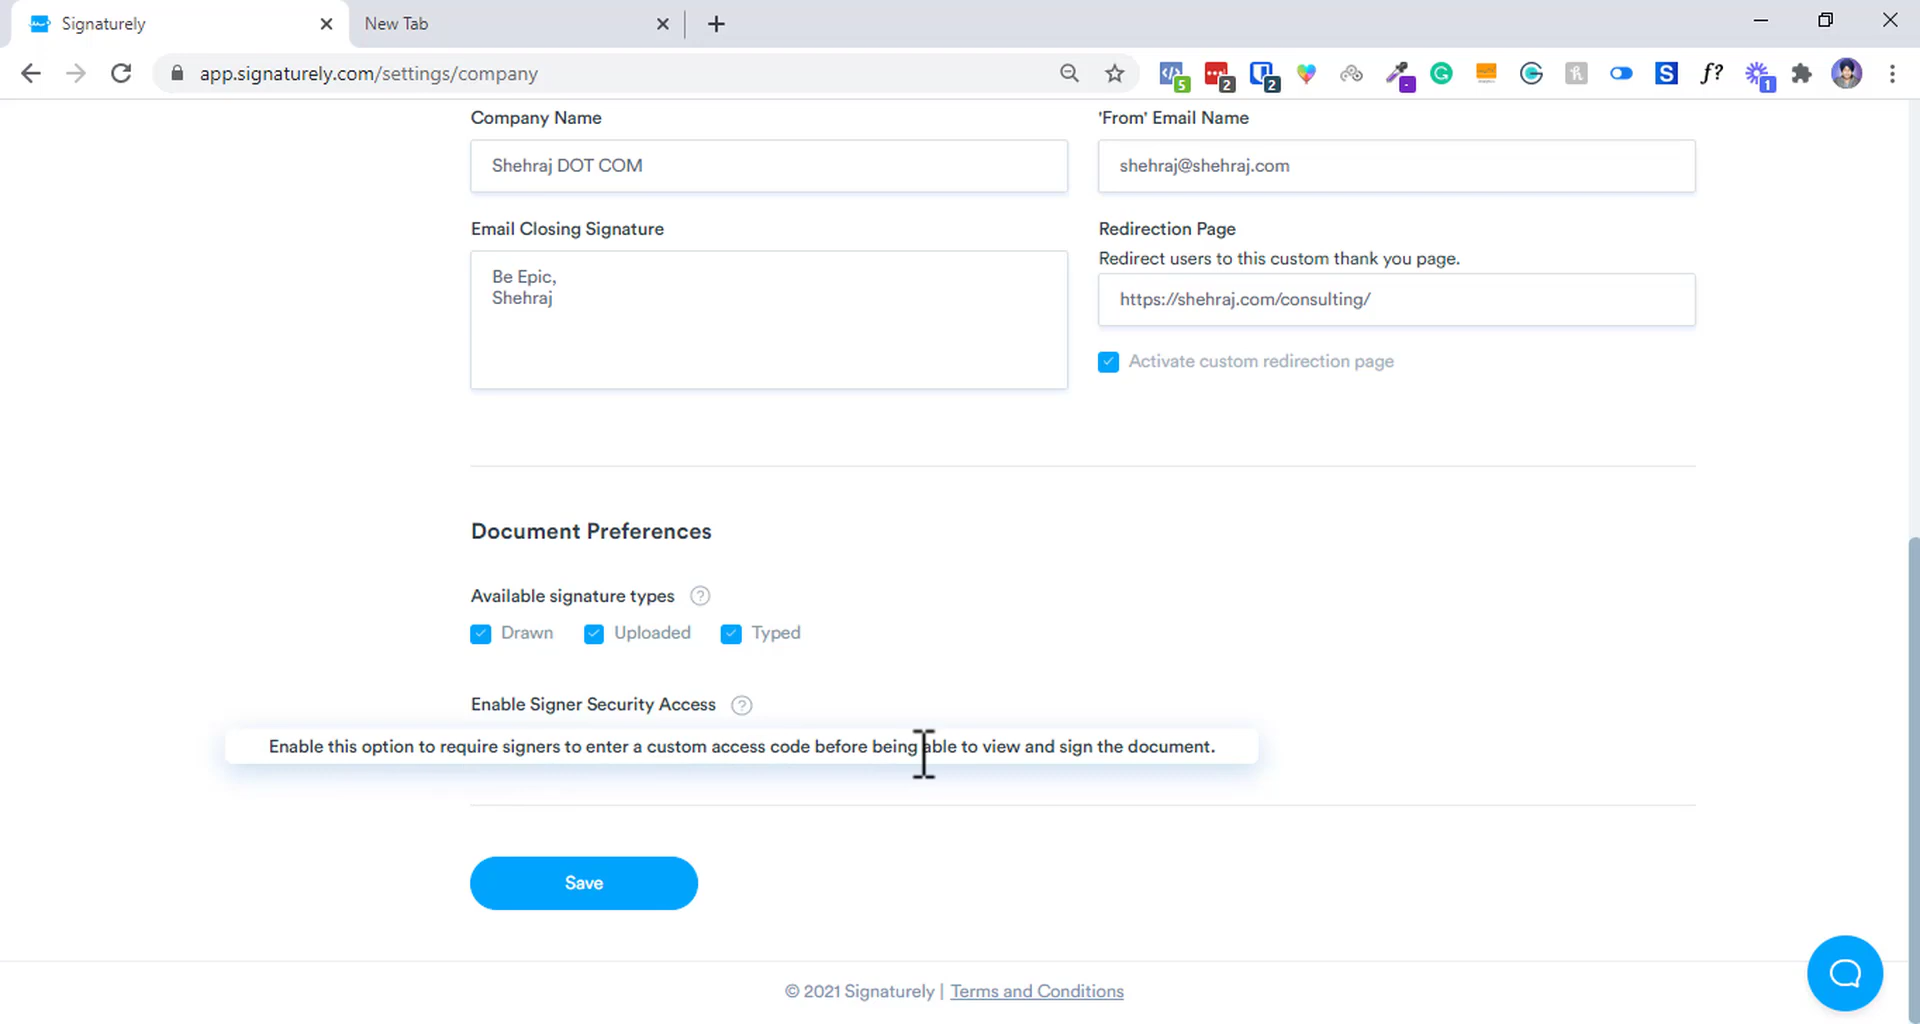 Signaturely
New Tab
app.signaturely.com/settings/company
5
2
2
S
f?
1
Company Name
Shehraj DOT COM
'From' Email Name
shehraj@shehraj.com
Email Closing Signature
Be Epic,
Shehraj
Redirection Page
Redirect users to this custom thank you page.
https://shehraj.com/consulting/
Activate custom redirection page
Document Preferences
Available signature types ?
Drawn Uploaded Typed
Enable Signer Security Access ?
Enable this option to require signers to enter a custom access code before being able to view and sign the document.
Save
© 2021 Signaturely | Terms and Conditions